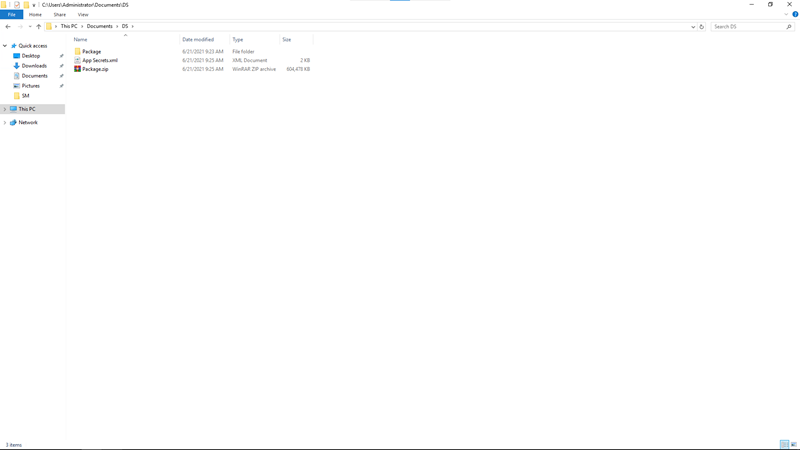 C:\Users\Administrator\Documents\DS
File Home Share View
This PC > Documents > DS >
Search DS
Name Date modified Type Size
Quick access
Desktop
Downloads
Documents
Pictures
SM
This PC
Network
Package 6/21/2021 9:23 AM File folder
App Secrets.xml 6/21/2021 9:25 AM XML Document 2 KB
Package.zip 6/21/2021 9:25 AM WinRAR ZIP archive 604,478 KB
3 items